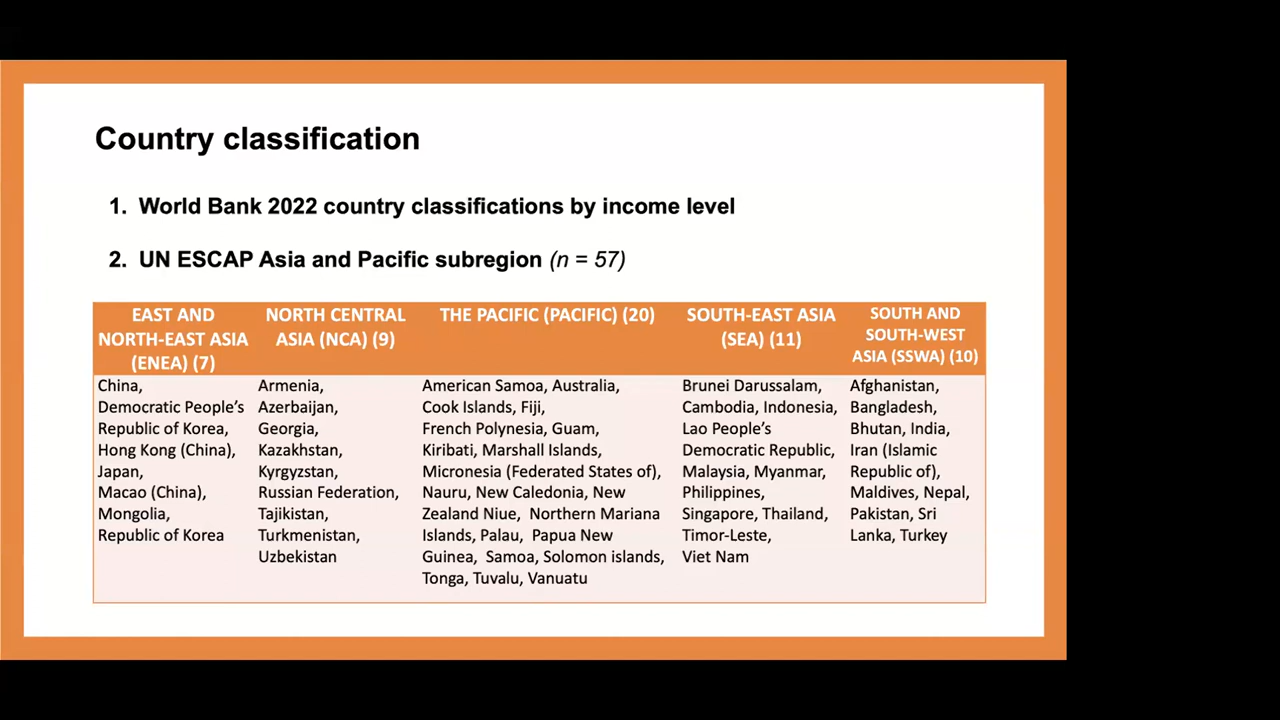 Country classification
1. World Bank 2022 country classifications by income level
2. UN ESCAP Asia and Pacific subregion (n = 57)
EAST AND
NORTH-EAST ASIA
(ENEA) (7)
China,
Democratic People's
Republic of Korea,
Hong Kong (China),
Japan,
Macao (China),
Mongolia,
Republic of Korea
NORTH CENTRAL
ASIA (NCA) (9)
Armenia,
Azerbaijan,
Georgia,
Kazakhstan,
Kyrgyzstan,
Russian Federation,
Tajikistan,
Turkmenistan,
Uzbekistan
THE PACIFIC (PACIFIC) (20)
American Samoa, Australia,
Cook Islands, Fiji,
French Polynesia, Guam,
Kiribati, Marshall Islands,
Micronesia (Federated States of),
Nauru, New Caledonia, New
Zealand Niue, Northern Mariana
Islands, Palau, Papua New
Guinea, Samoa, Solomon islands,
Tonga, Tuvalu, Vanuatu
SOUTH-EAST ASIA
(SEA) (11)
Brunei Darussalam,
Cambodia, Indonesia,
Lao People's
Democratic Republic,
Malaysia, Myanmar,
Philippines,
Singapore, Thailand,
Timor-Leste,
Viet Nam
SOUTH AND
SOUTH-WEST
ASIA (SSWA) (10)
Afghanistan,
Bangladesh,
Bhutan, India,
Iran (Islamic
Republic of),
Maldives, Nepal,
Pakistan, Sri
Lanka, Turkey